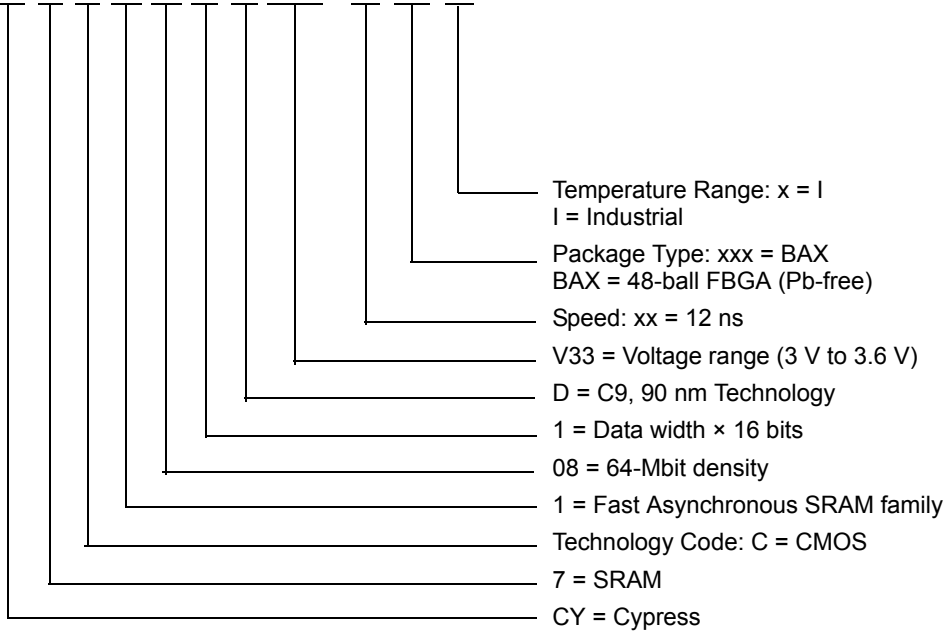 Temperature Range: x = I
I = Industrial
Package Type: xxx = BAX
BAX = 48-ball FBGA (Pb-free)
Speed: xx = 12 ns
V33 = Voltage range (3 V to 3.6 V)
D = C9, 90 nm Technology
1 = Data width × 16 bits
08 = 64-Mbit density
1 = Fast Asynchronous SRAM family
Technology Code: C = CMOS
7 = SRAM
CY = Cypress